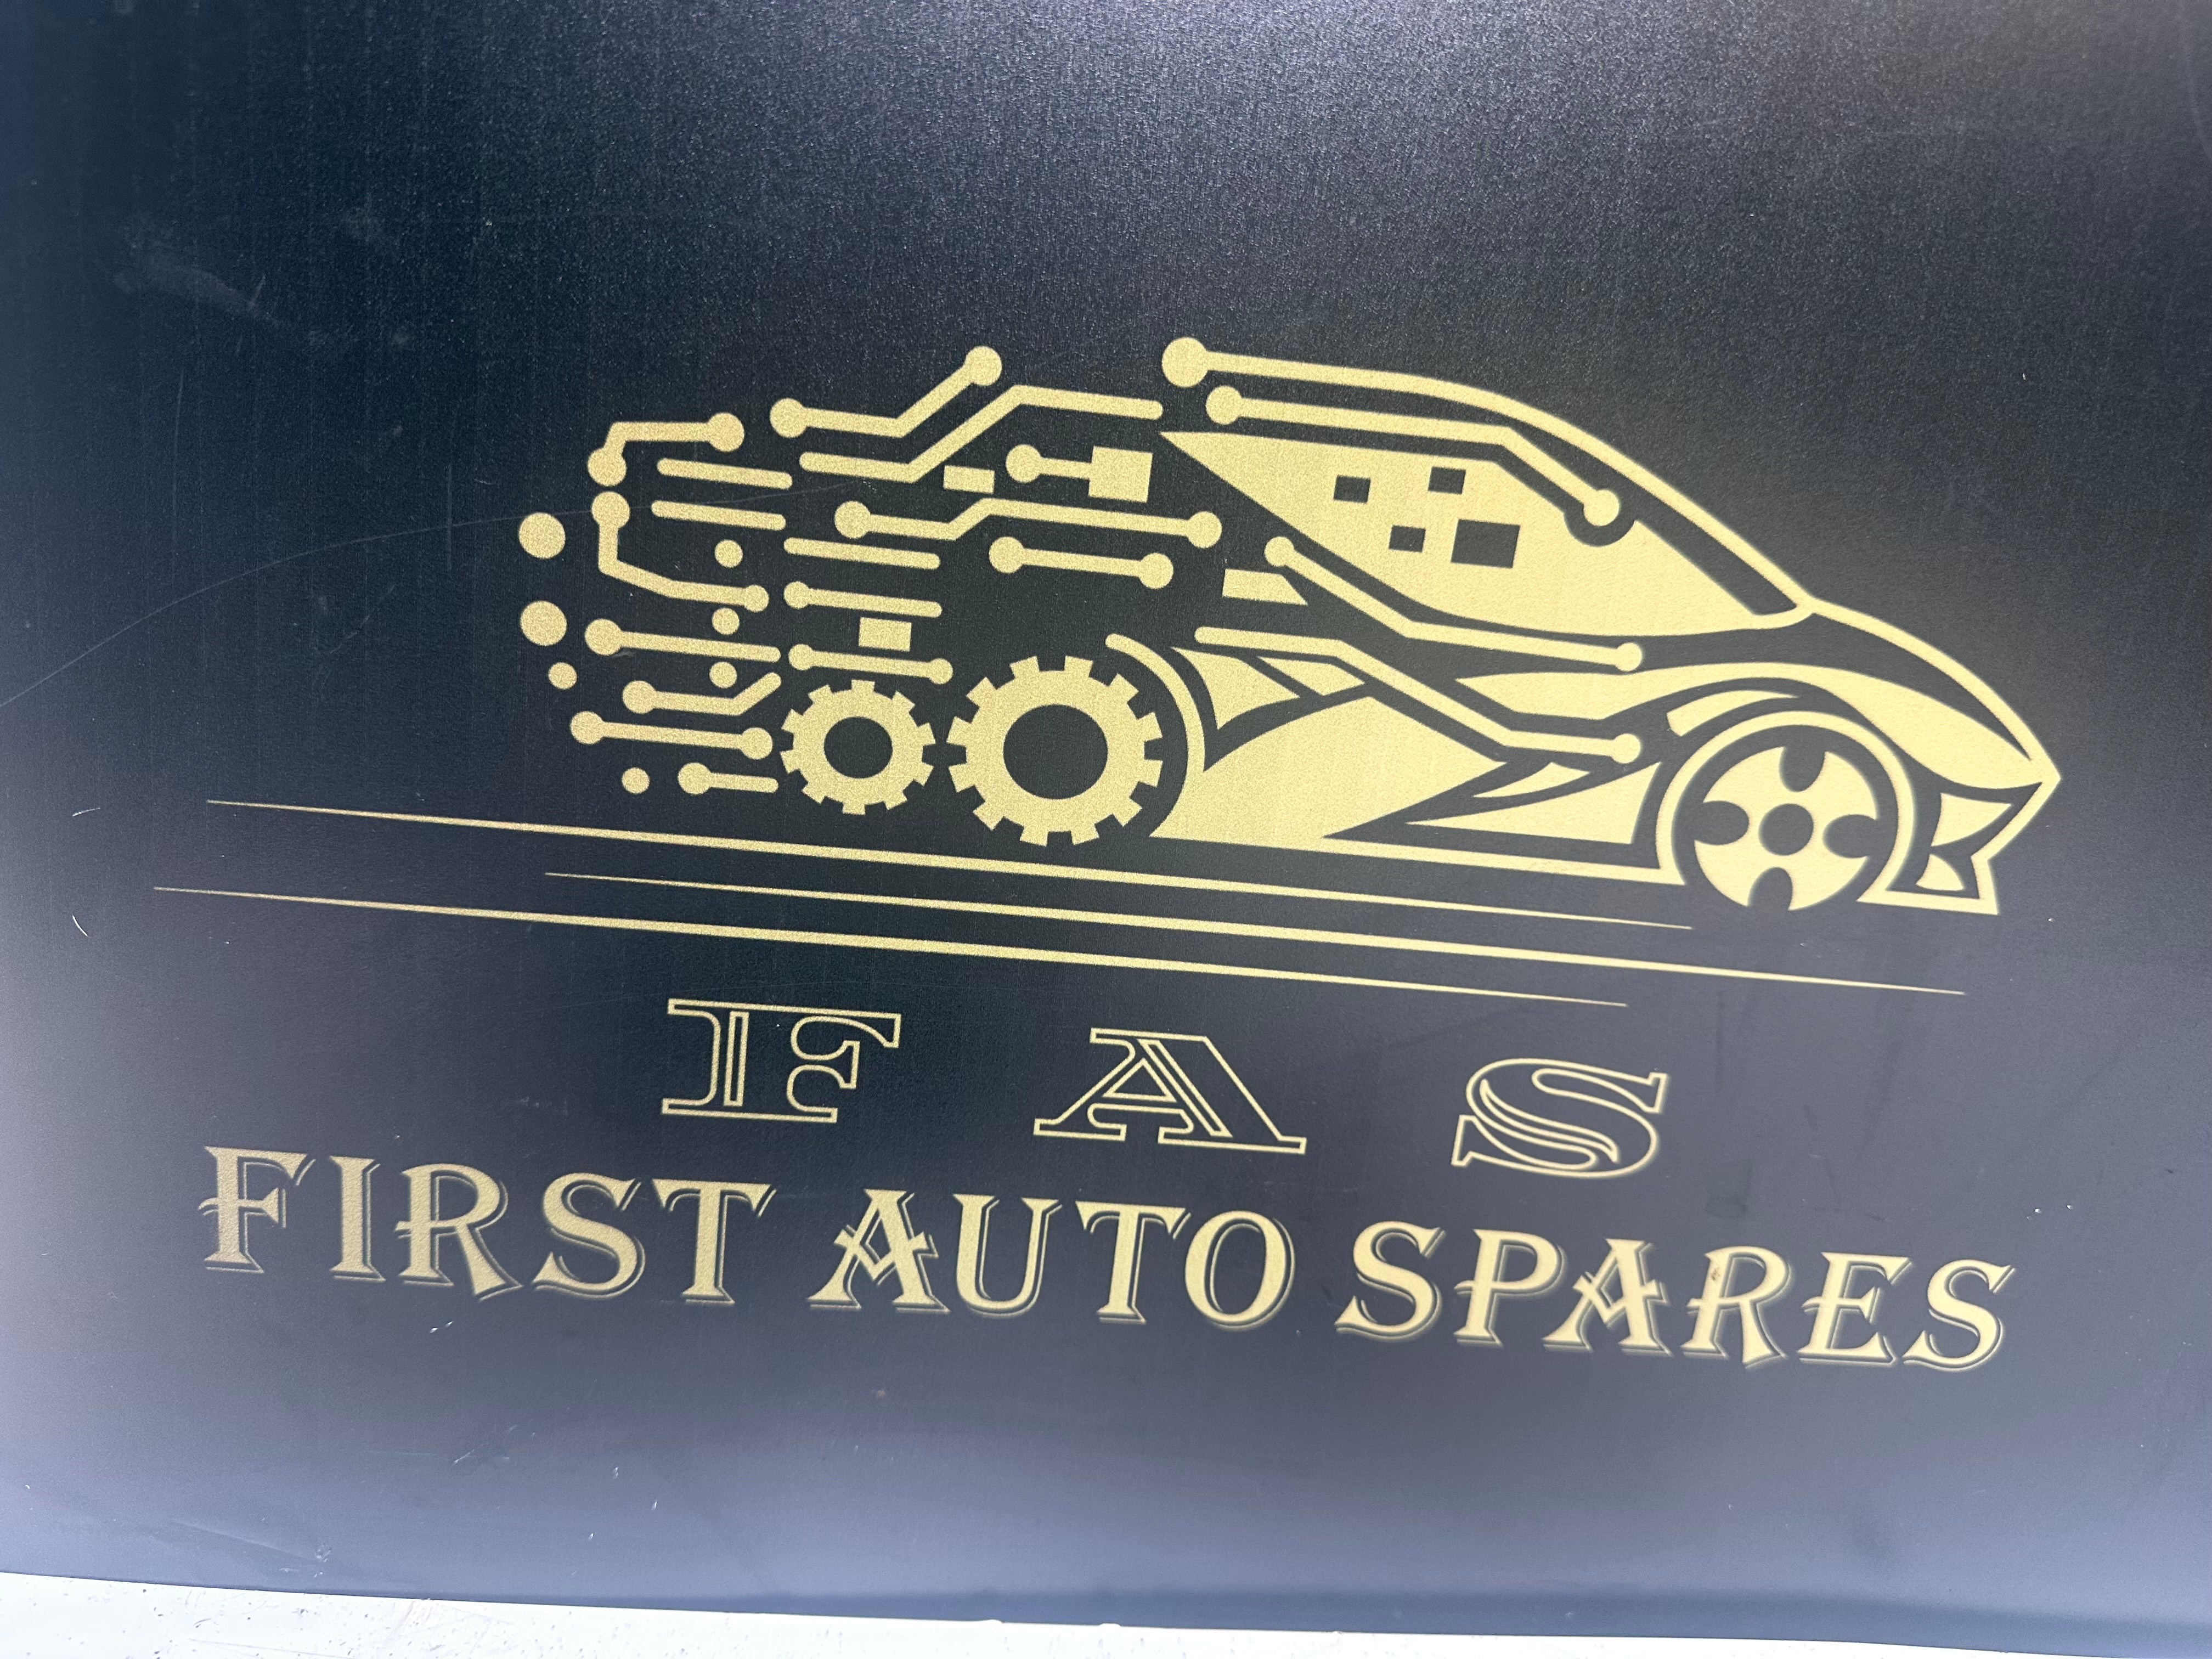 F A S
FIRST AUTO SPARES